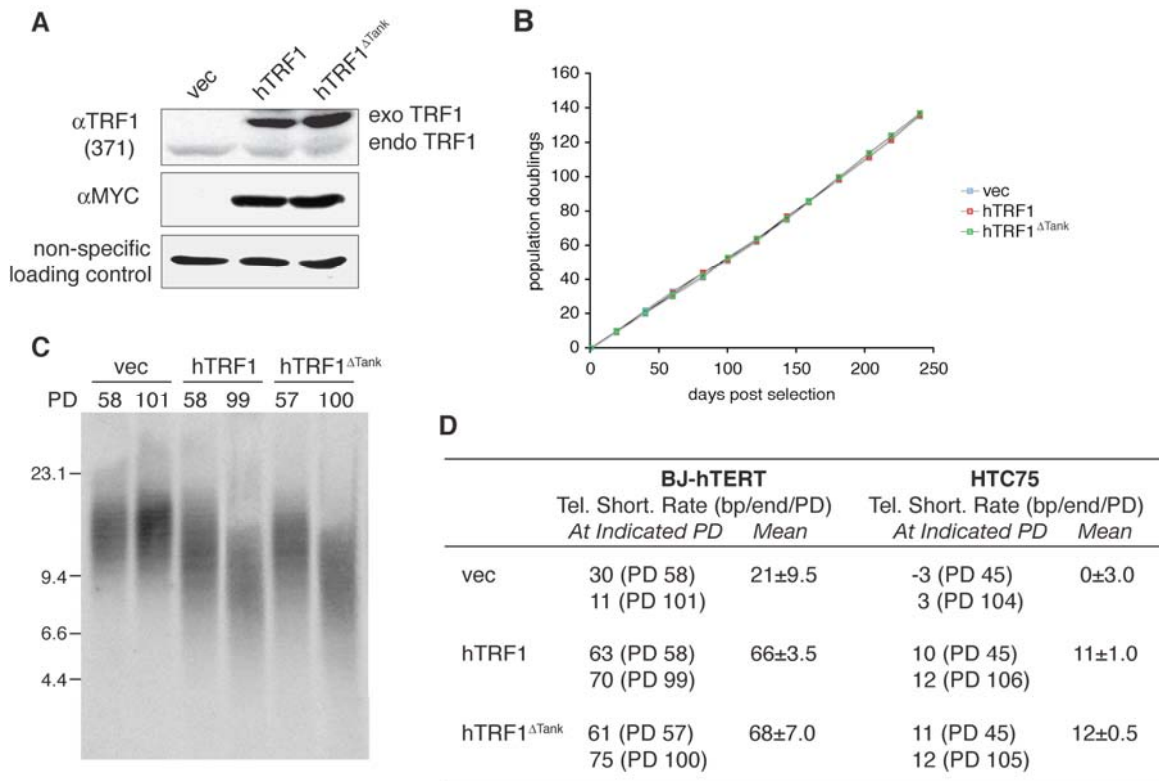 A
vec
hTRF1
hTRF1ΔTank
αTRF1
(371)
exo TRF1
endo TRF1
αMYC
non-specific
loading control
B
population doublings
160
140
120
100
80
60
40
20
0
0 50 100 150 200 250
days post selection
vec
hTRF1
hTRF1ΔTank
C
vec hTRF1 hTRF1ΔTank
PD 58 101 58 99 57 100
23.1
9.4
6.6
4.4
D
BJ-hTERT HTC75
Tel. Short. Rate (bp/end/PD) Tel. Short. Rate (bp/end/PD)
At Indicated PD Mean At Indicated PD Mean
vec 30 (PD 58) 21±9.5 -3 (PD 45) 0±3.0
11 (PD 101) 3 (PD 104)
hTRF1 63 (PD 58) 66±3.5 10 (PD 45) 11±1.0
70 (PD 99) 12 (PD 106)
hTRF1ΔTank 61 (PD 57) 68±7.0 11 (PD 45) 12±0.5
75 (PD 100) 12 (PD 105)